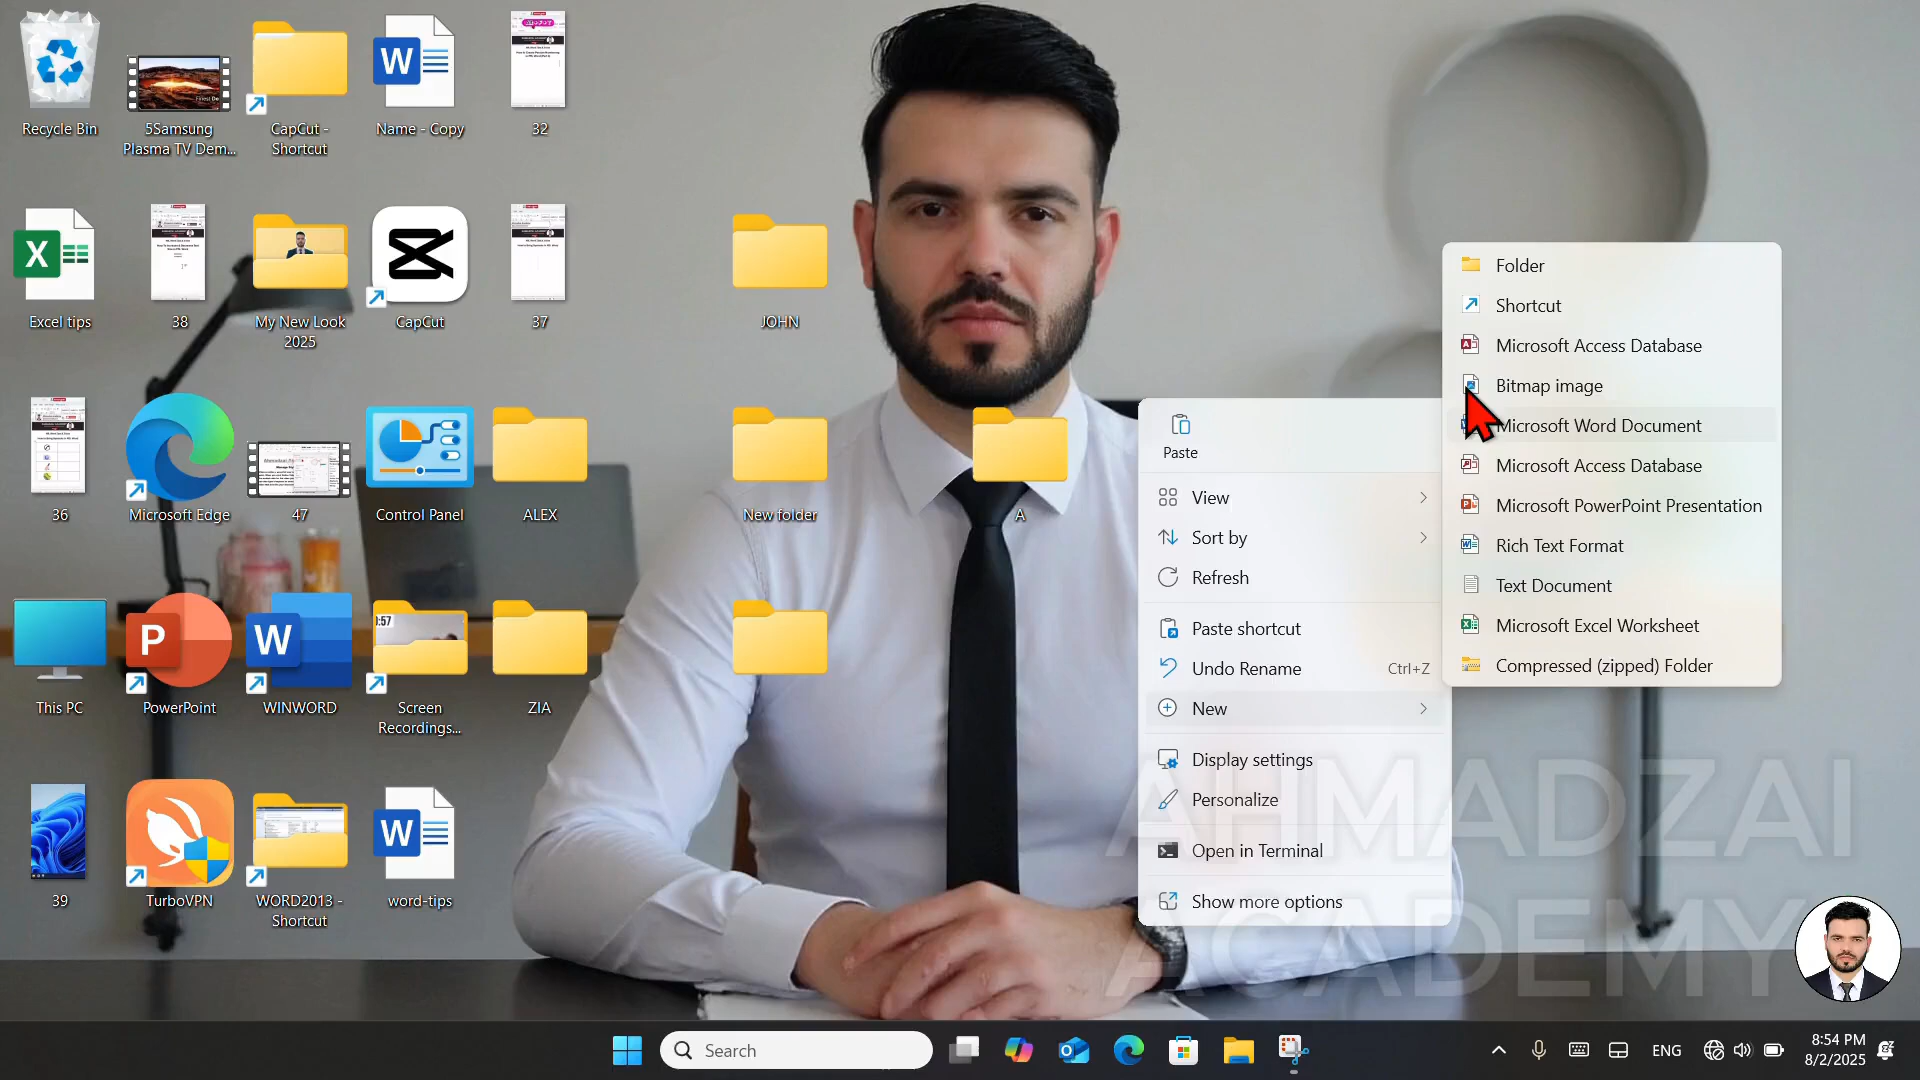 Recycle Bin
5Samsung
Plasma TV Dem...
CapCut -
Shortcut
Name - Copy
32
Excel tips
38
My New Look
2025
CapCut
37
JOHN
36
Microsoft Edge
47
Control Panel
ALEX
New folder
A
This PC
PowerPoint
WINWORD
Screen
Recordings...
ZIA
39
TurboVPN
WORD2013 -
Shortcut
word-tips
Paste
View
Sort by
Refresh
Paste shortcut
Undo Rename Ctrl+Z
New
Display settings
Personalize
Open in Terminal
Show more options
Folder
Shortcut
Microsoft Access Database
Bitmap image
Microsoft Word Document
Microsoft Access Database
Microsoft PowerPoint Presentation
Rich Text Format
Text Document
Microsoft Excel Worksheet
Compressed (zipped) Folder
AHMADZAI
ACADEMY
Search
ENG
8:54 PM
8/2/2025